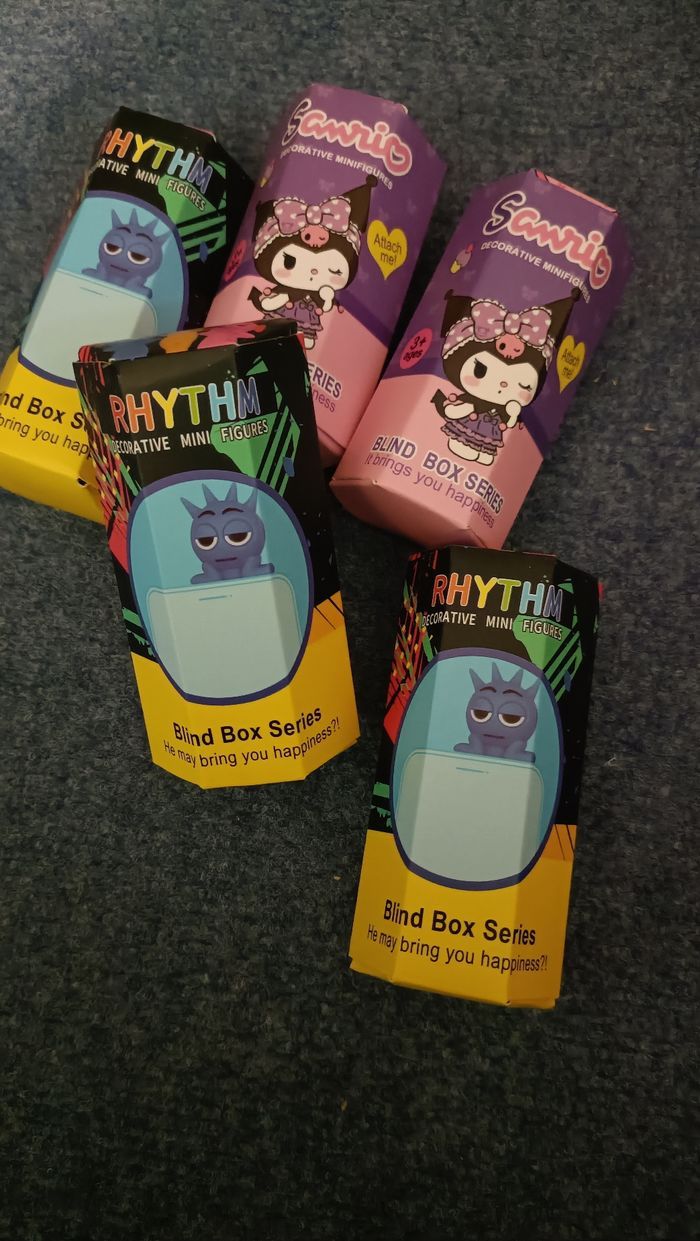 RHYTHM
ATIVE MINI FIGURES
nd Box S
bring you hap
Sanrio
DECORATIVE MINIFIGURES
Attach
me!
ERIES
ness
Sanrio
DECORATIVE MINIFIGU
3+
ages
Attach
me!
BLIND BOX SERIES
It brings you happiness
RHYTHM
DECORATIVE MINI FIGURES
Blind Box Series
He may bring you happiness?!
RHYTHM
DECORATIVE MINI FIGURES
Blind Box Series
He may bring you happiness?!